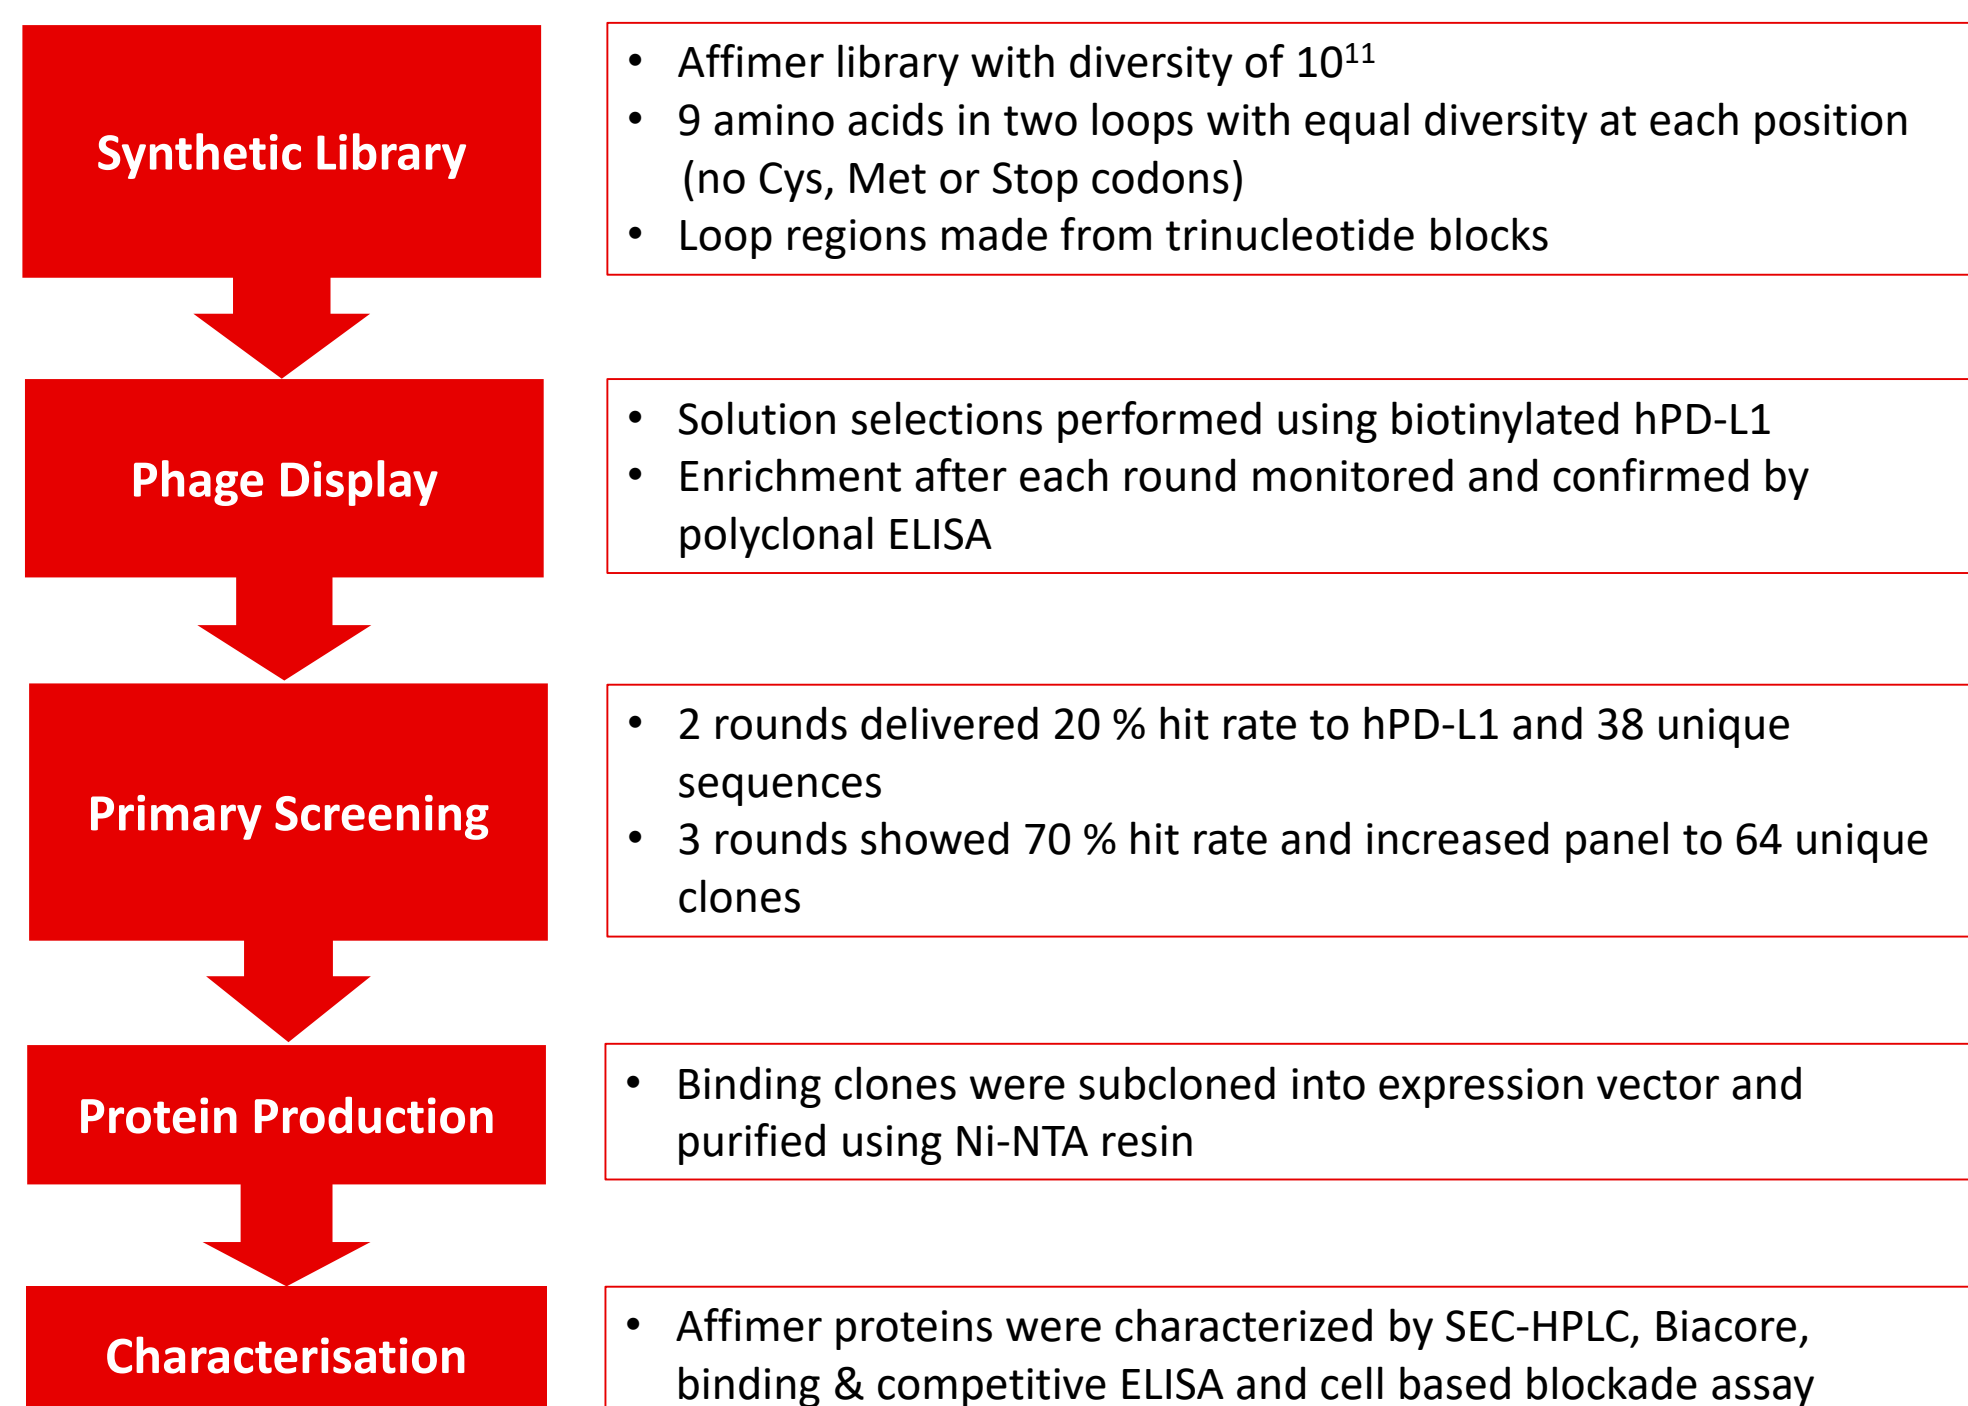 Synthetic Library
• Affimer library with diversity of 10¹¹
• 9 amino acids in two loops with equal diversity at each position
(no Cys, Met or Stop codons)
• Loop regions made from trinucleotide blocks
Phage Display
• Solution selections performed using biotinylated hPD-L1
• Enrichment after each round monitored and confirmed by
polyclonal ELISA
Primary Screening
• 2 rounds delivered 20 % hit rate to hPD-L1 and 38 unique
sequences
• 3 rounds showed 70 % hit rate and increased panel to 64 unique
clones
Protein Production
• Binding clones were subcloned into expression vector and
purified using Ni-NTA resin
Characterisation
• Affimer proteins were characterized by SEC-HPLC, Biacore,
binding & competitive ELISA and cell based blockade assay